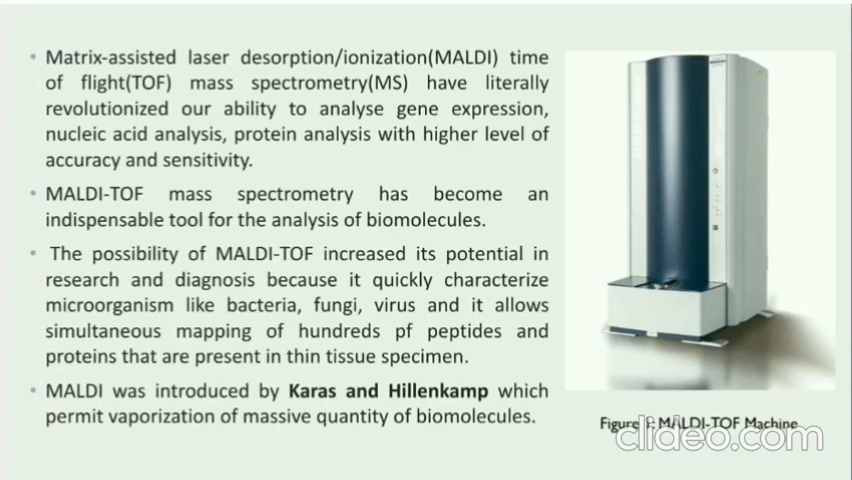 • Matrix-assisted laser desorption/ionization(MALDI) time
of flight(TOF) mass spectrometry(MS) have literally
revolutionized our ability to analyse gene expression,
nucleic acid analysis, protein analysis with higher level of
accuracy and sensitivity.
• MALDI-TOF mass spectrometry has become an
indispensable tool for the analysis of biomolecules.
• The possibility of MALDI-TOF increased its potential in
research and diagnosis because it quickly characterize
microorganism like bacteria, fungi, virus and it allows
simultaneous mapping of hundreds pf peptides and
proteins that are present in thin tissue specimen.
• MALDI was introduced by Karas and Hillenkamp which
permit vaporization of massive quantity of biomolecules.
Figure : MALDI-TOF Machine
clideo.com